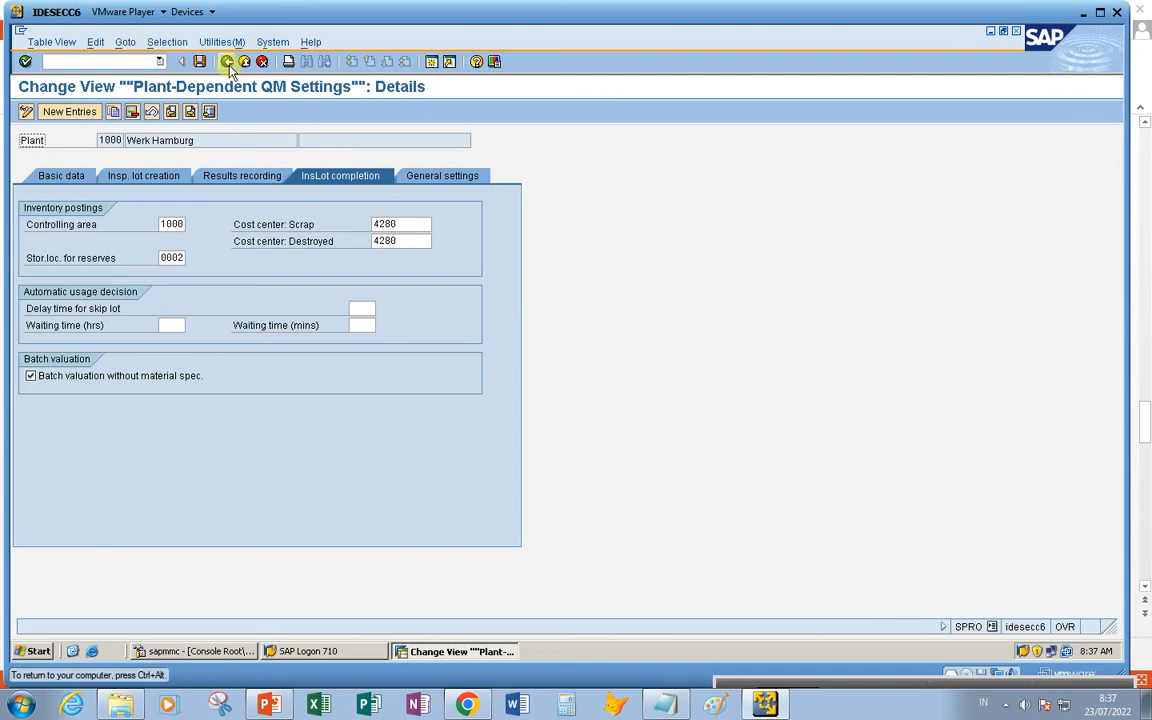 IDESECC6 VMware Player Devices
Table View Edit Goto Selection Utilities(M) System Help
SAP
Change View ""Plant-Dependent QM Settings"": Details
New Entries
Plant 1000 Werk Hamburg
Basic data Insp. lot creation Results recording InsLot completion General settings
Inventory postings
Controlling area 1000 Cost center: Scrap 4280
Cost center: Destroyed 4280
Stor.loc. for reserves 0002
Automatic usage decision
Delay time for skip lot
Waiting time (hrs) Waiting time (mins)
Batch valuation
Batch valuation without material spec.
SPRO idesecc6 OVR
Start sapmmc - [Console Root\... SAP Logon 710 Change View ""Plant-... 8:37 AM
To return to your computer, press Ctrl+Alt.
IN 8:37
23/07/2022